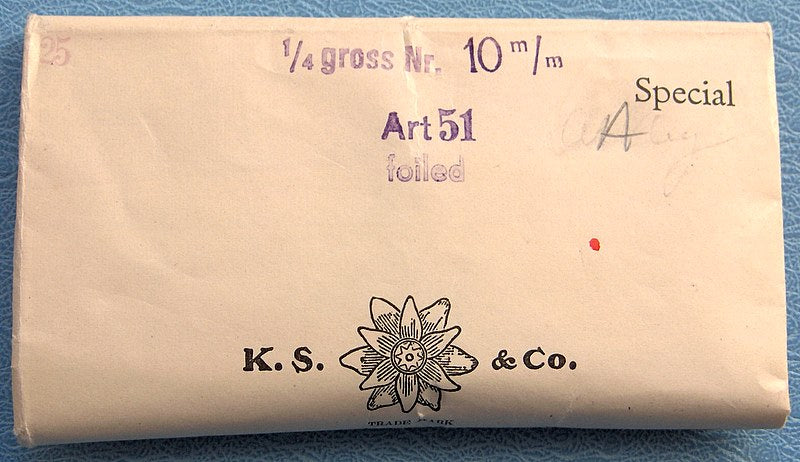 25
1/4 gross Nr. 10 m/m
Special
Art 51
foiled
K. S. & Co.
TRADE MARK